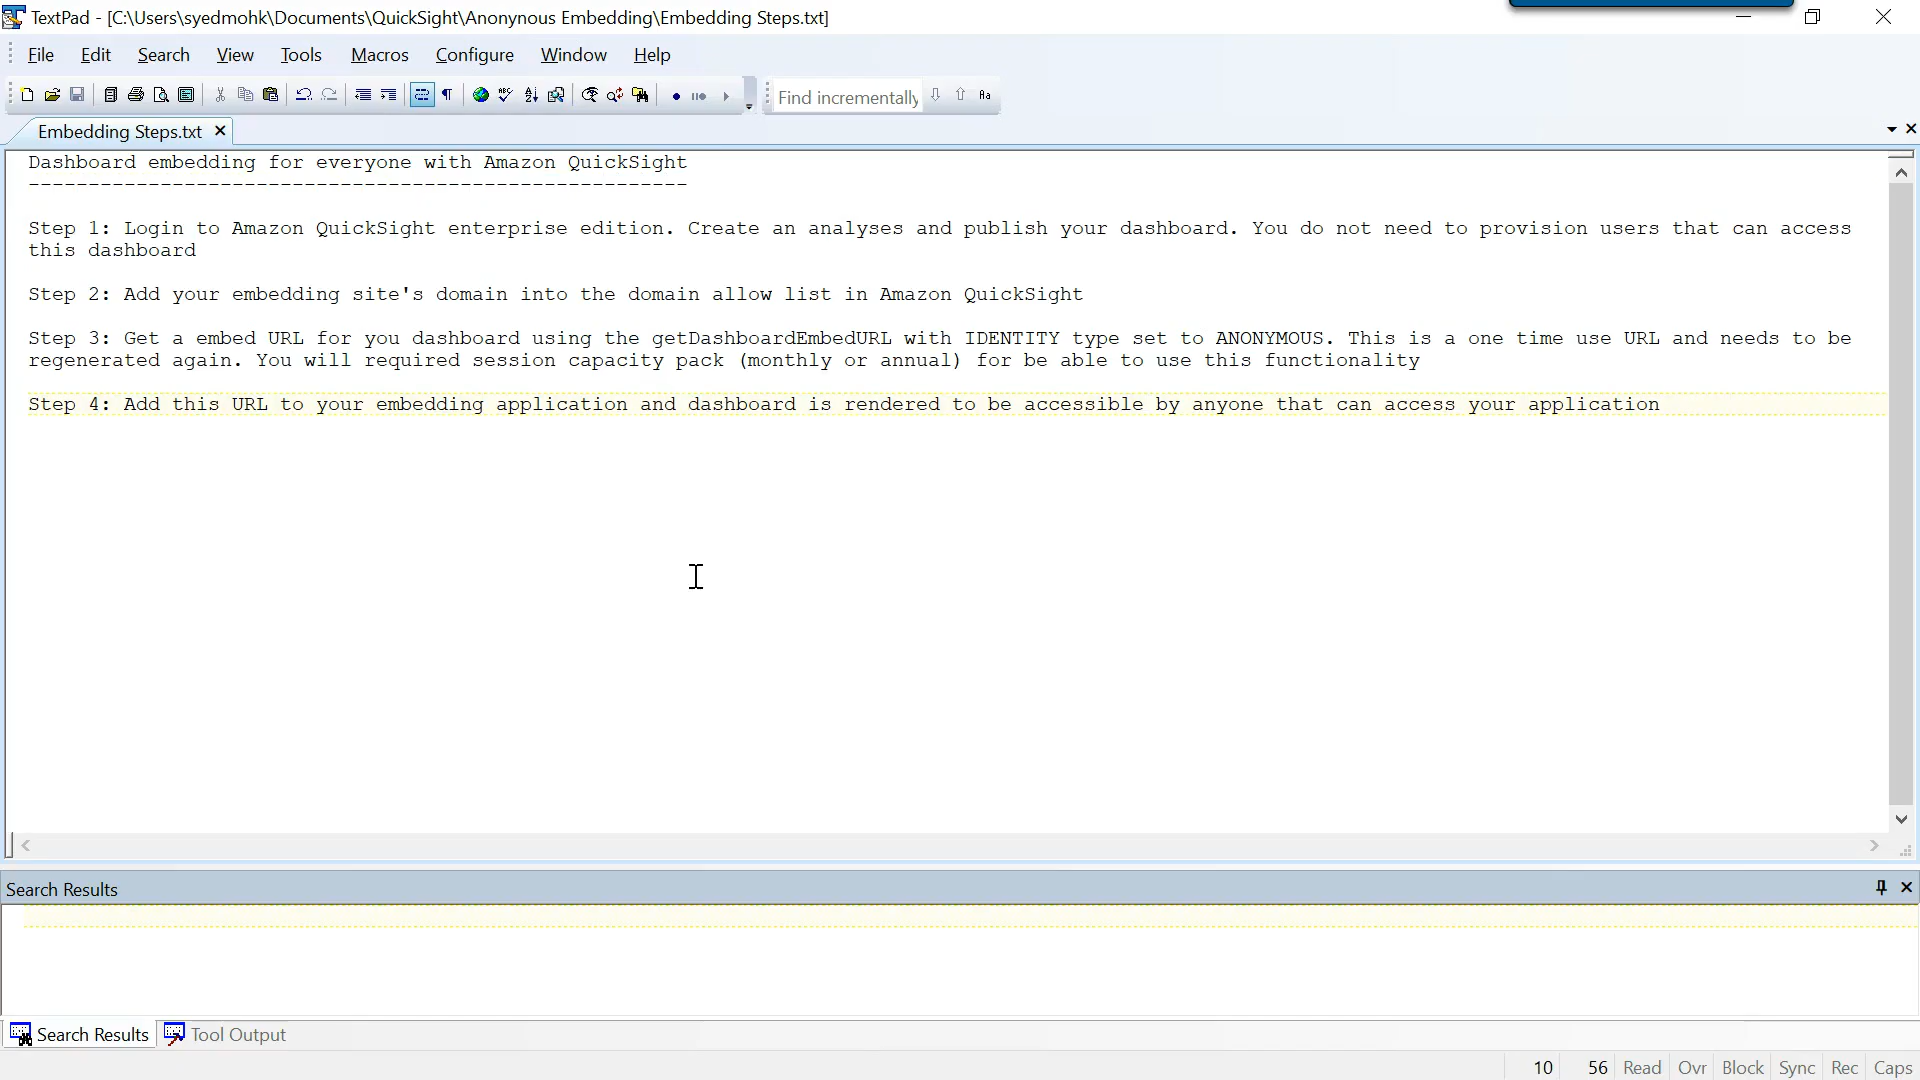 TextPad - [C:\Users\syedmohk\Documents\QuickSight\Anonynous Embedding\Embedding Steps.txt]
File Edit Search View Tools Macros Configure Window Help
Find incrementally Aa
Embedding Steps.txt
Dashboard embedding for everyone with Amazon QuickSight
-------------------------------------------------------
Step 1: Login to Amazon QuickSight enterprise edition. Create an analyses and publish your dashboard. You do not need to provision users that can access
this dashboard
Step 2: Add your embedding site's domain into the domain allow list in Amazon QuickSight
Step 3: Get a embed URL for you dashboard using the getDashboardEmbedURL with IDENTITY type set to ANONYMOUS. This is a one time use URL and needs to be
regenerated again. You will required session capacity pack (monthly or annual) for be able to use this functionality
Step 4: Add this URL to your embedding application and dashboard is rendered to be accessible by anyone that can access your application
Search Results
Search Results Tool Output
10 56 Read Ovr Block Sync Rec Caps